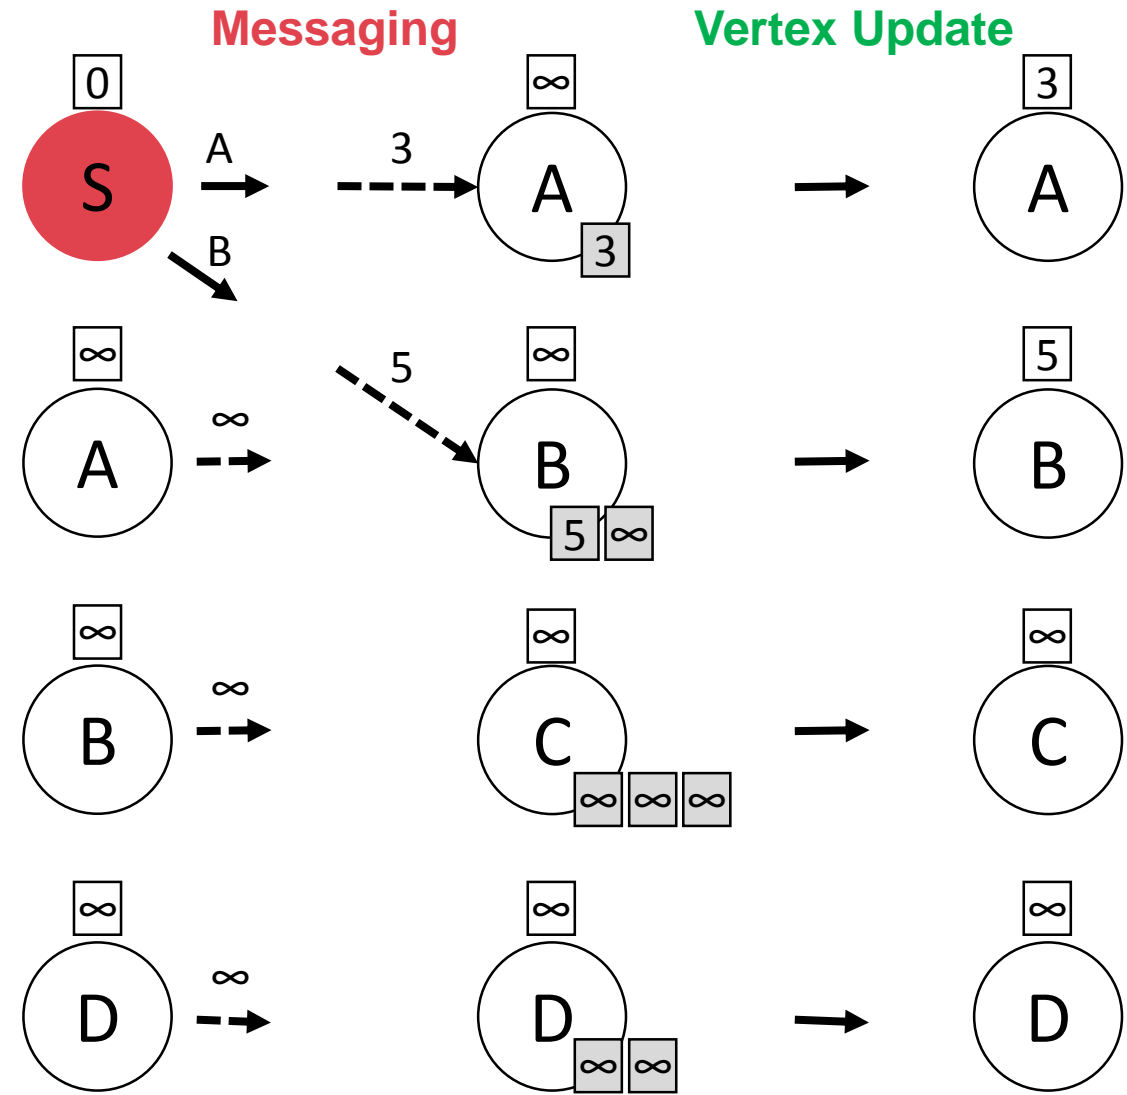 Messaging Vertex Update
0 ∞ 3
S A 3 A A
B 3
∞ 5 ∞ 5
A ∞ B B
5 ∞
∞ ∞ ∞
B ∞ C C
∞ ∞ ∞
∞ ∞ ∞
D ∞ D D
∞ ∞